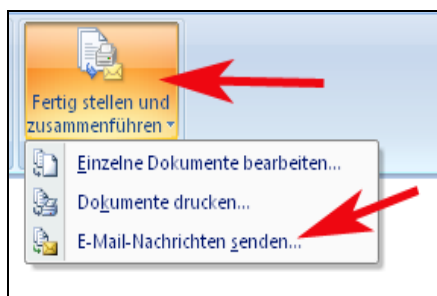 Fertig stellen und
zusammenführen
Einzelne Dokumente bearbeiten...
Dokumente drucken...
E-Mail-Nachrichten senden...